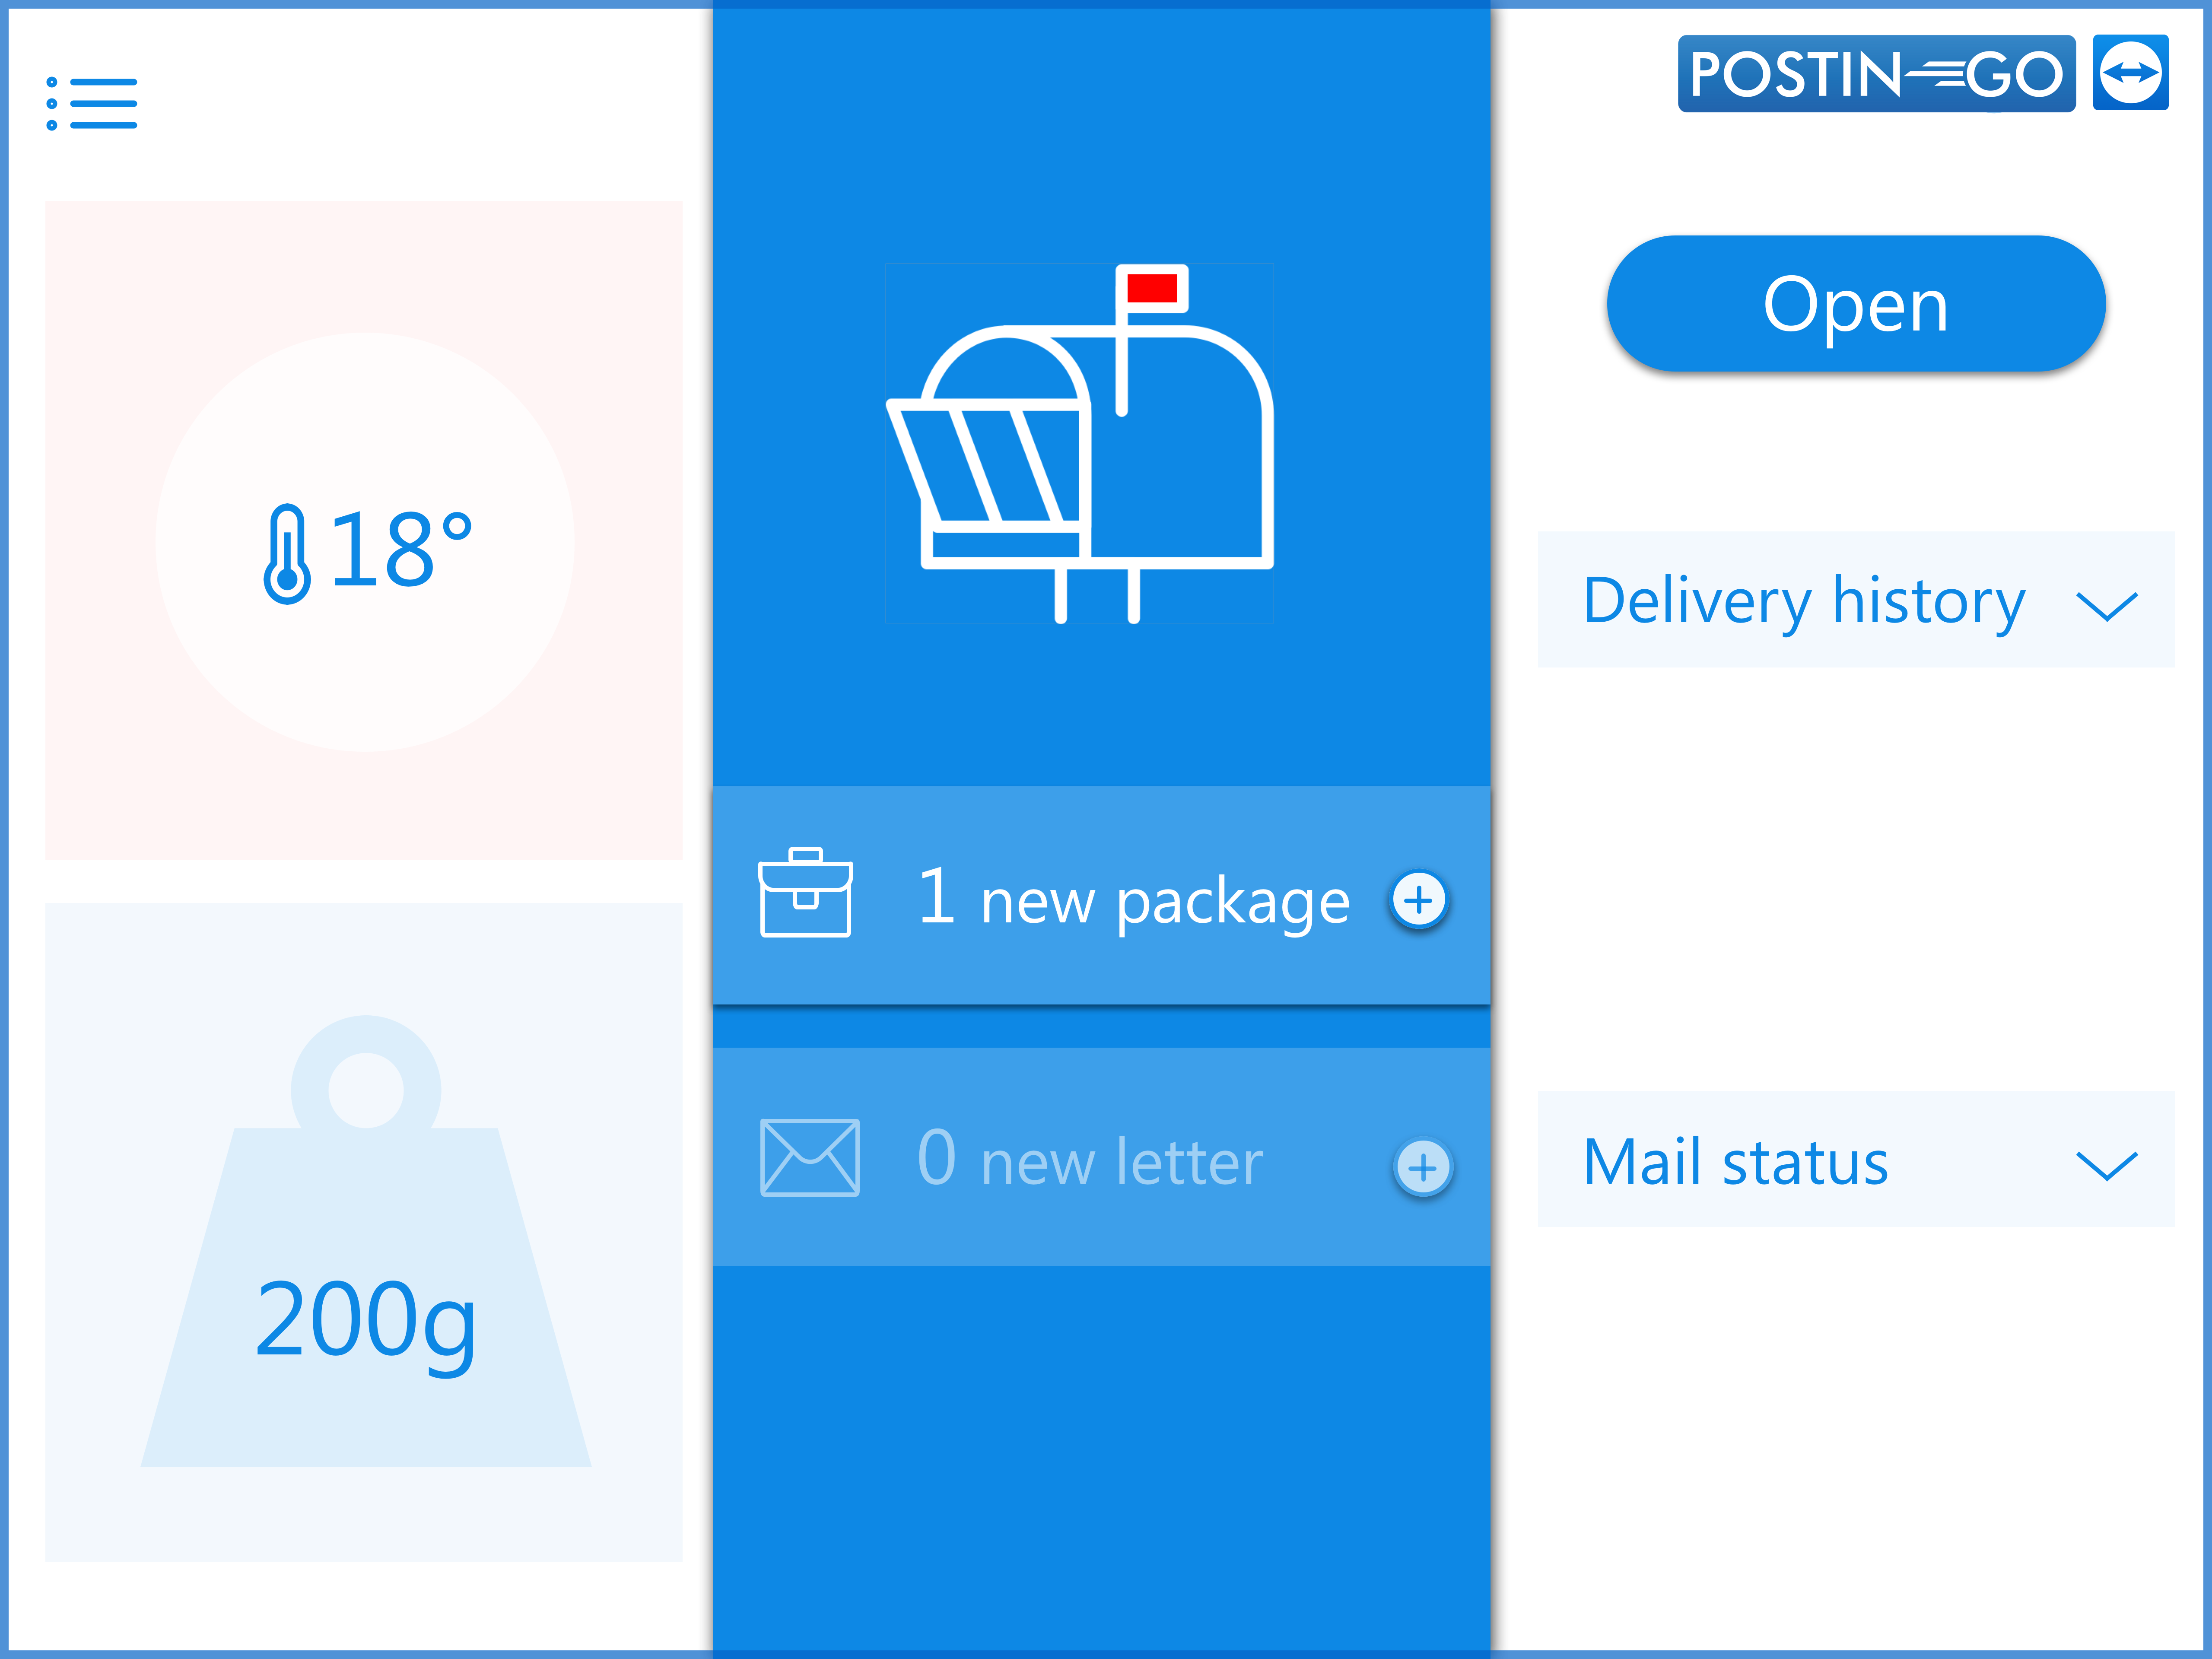 POSTIN GO
Open
18°
Delivery history
1 new package
0 new letter
Mail status
200g